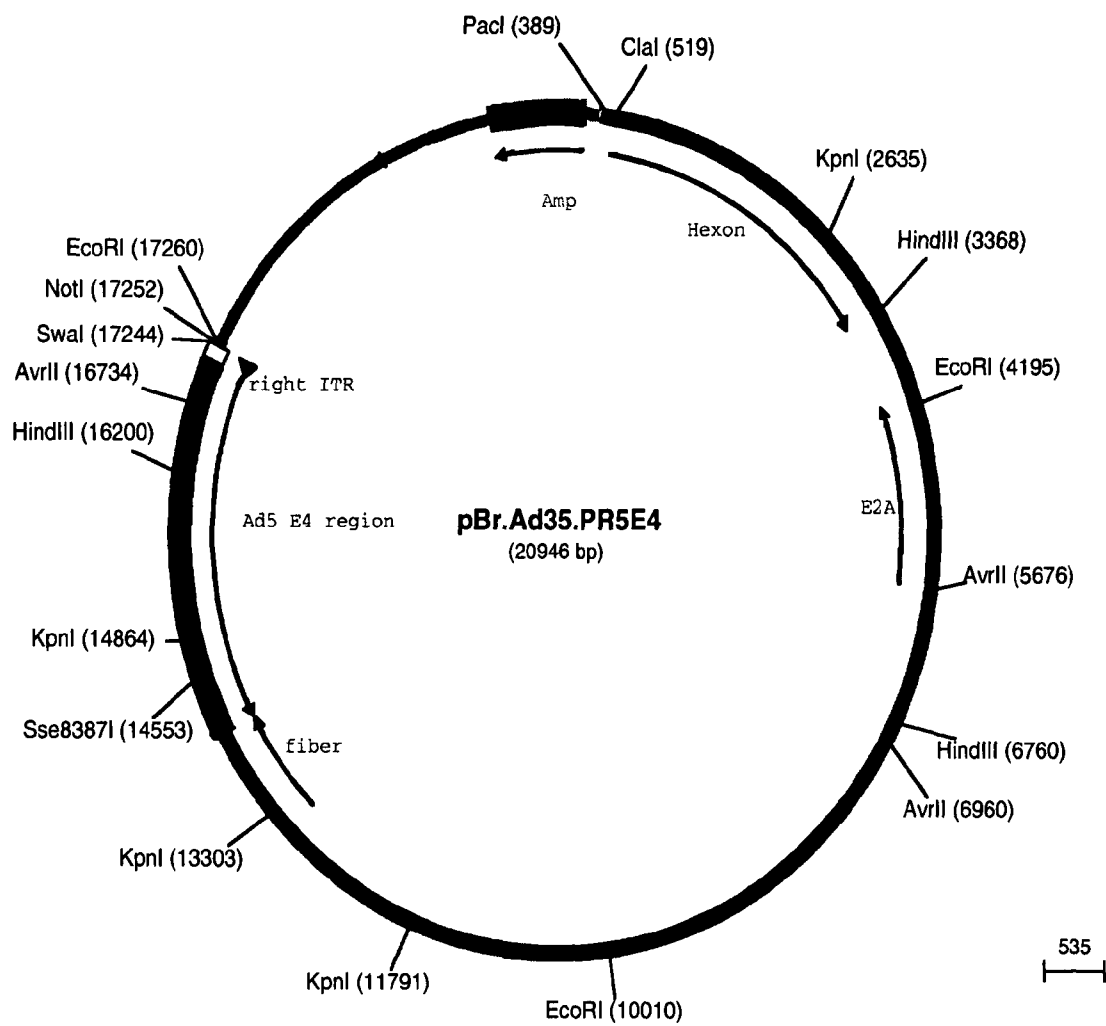 PacI (389)
ClaI (519)
KpnI (2635)
Amp
Hexon
HindIII (3368)
EcoRI (17260)
NotI (17252)
SwaI (17244)
AvrII (16734)
right ITR
EcoRI (4195)
HindIII (16200)
Ad5 E4 region
pBr.Ad35.PR5E4
(20946 bp)
E2A
AvrII (5676)
KpnI (14864)
Sse8387I (14553)
fiber
HindIII (6760)
AvrII (6960)
KpnI (13303)
535
KpnI (11791)
EcoRI (10010)